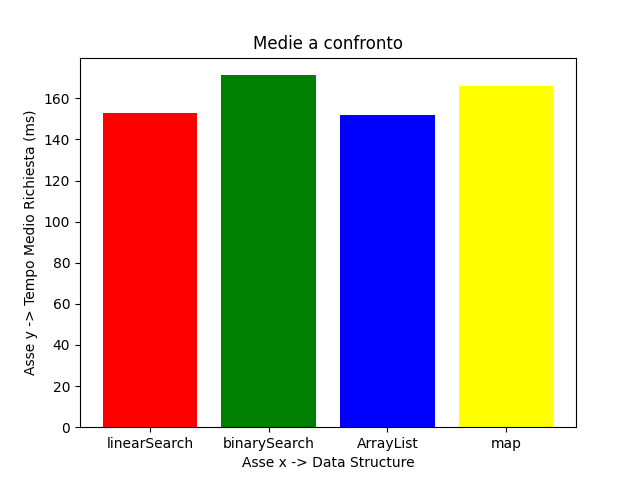 Medie a confronto
Asse y -> Tempo Medio Richiesta (ms)
160
140
120
100
80
60
40
20
0
linearSearch binarySearch ArrayList map
Asse x -> Data Structure